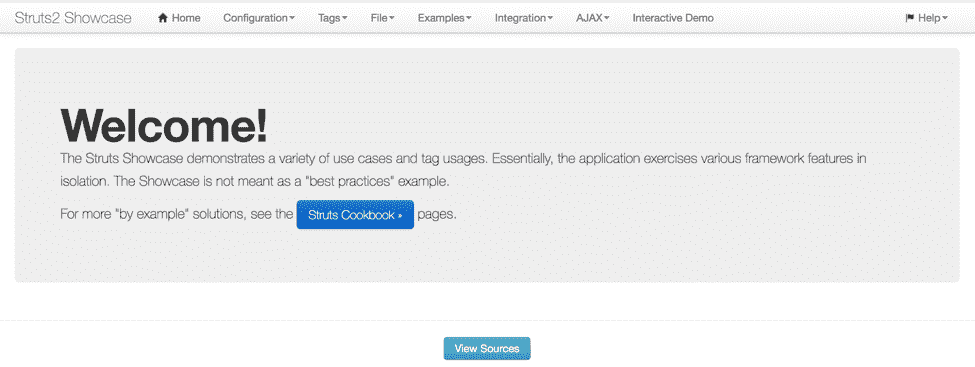 Struts2 Showcase Home Configuration Tags File Examples Integration AJAX Interactive Demo Help
Welcome!
The Struts Showcase demonstrates a variety of use cases and tag usages. Essentially, the application exercises various framework features in
isolation. The Showcase is not meant as a "best practices" example.
For more "by example" solutions, see the Struts Cookbook » pages.
View Sources